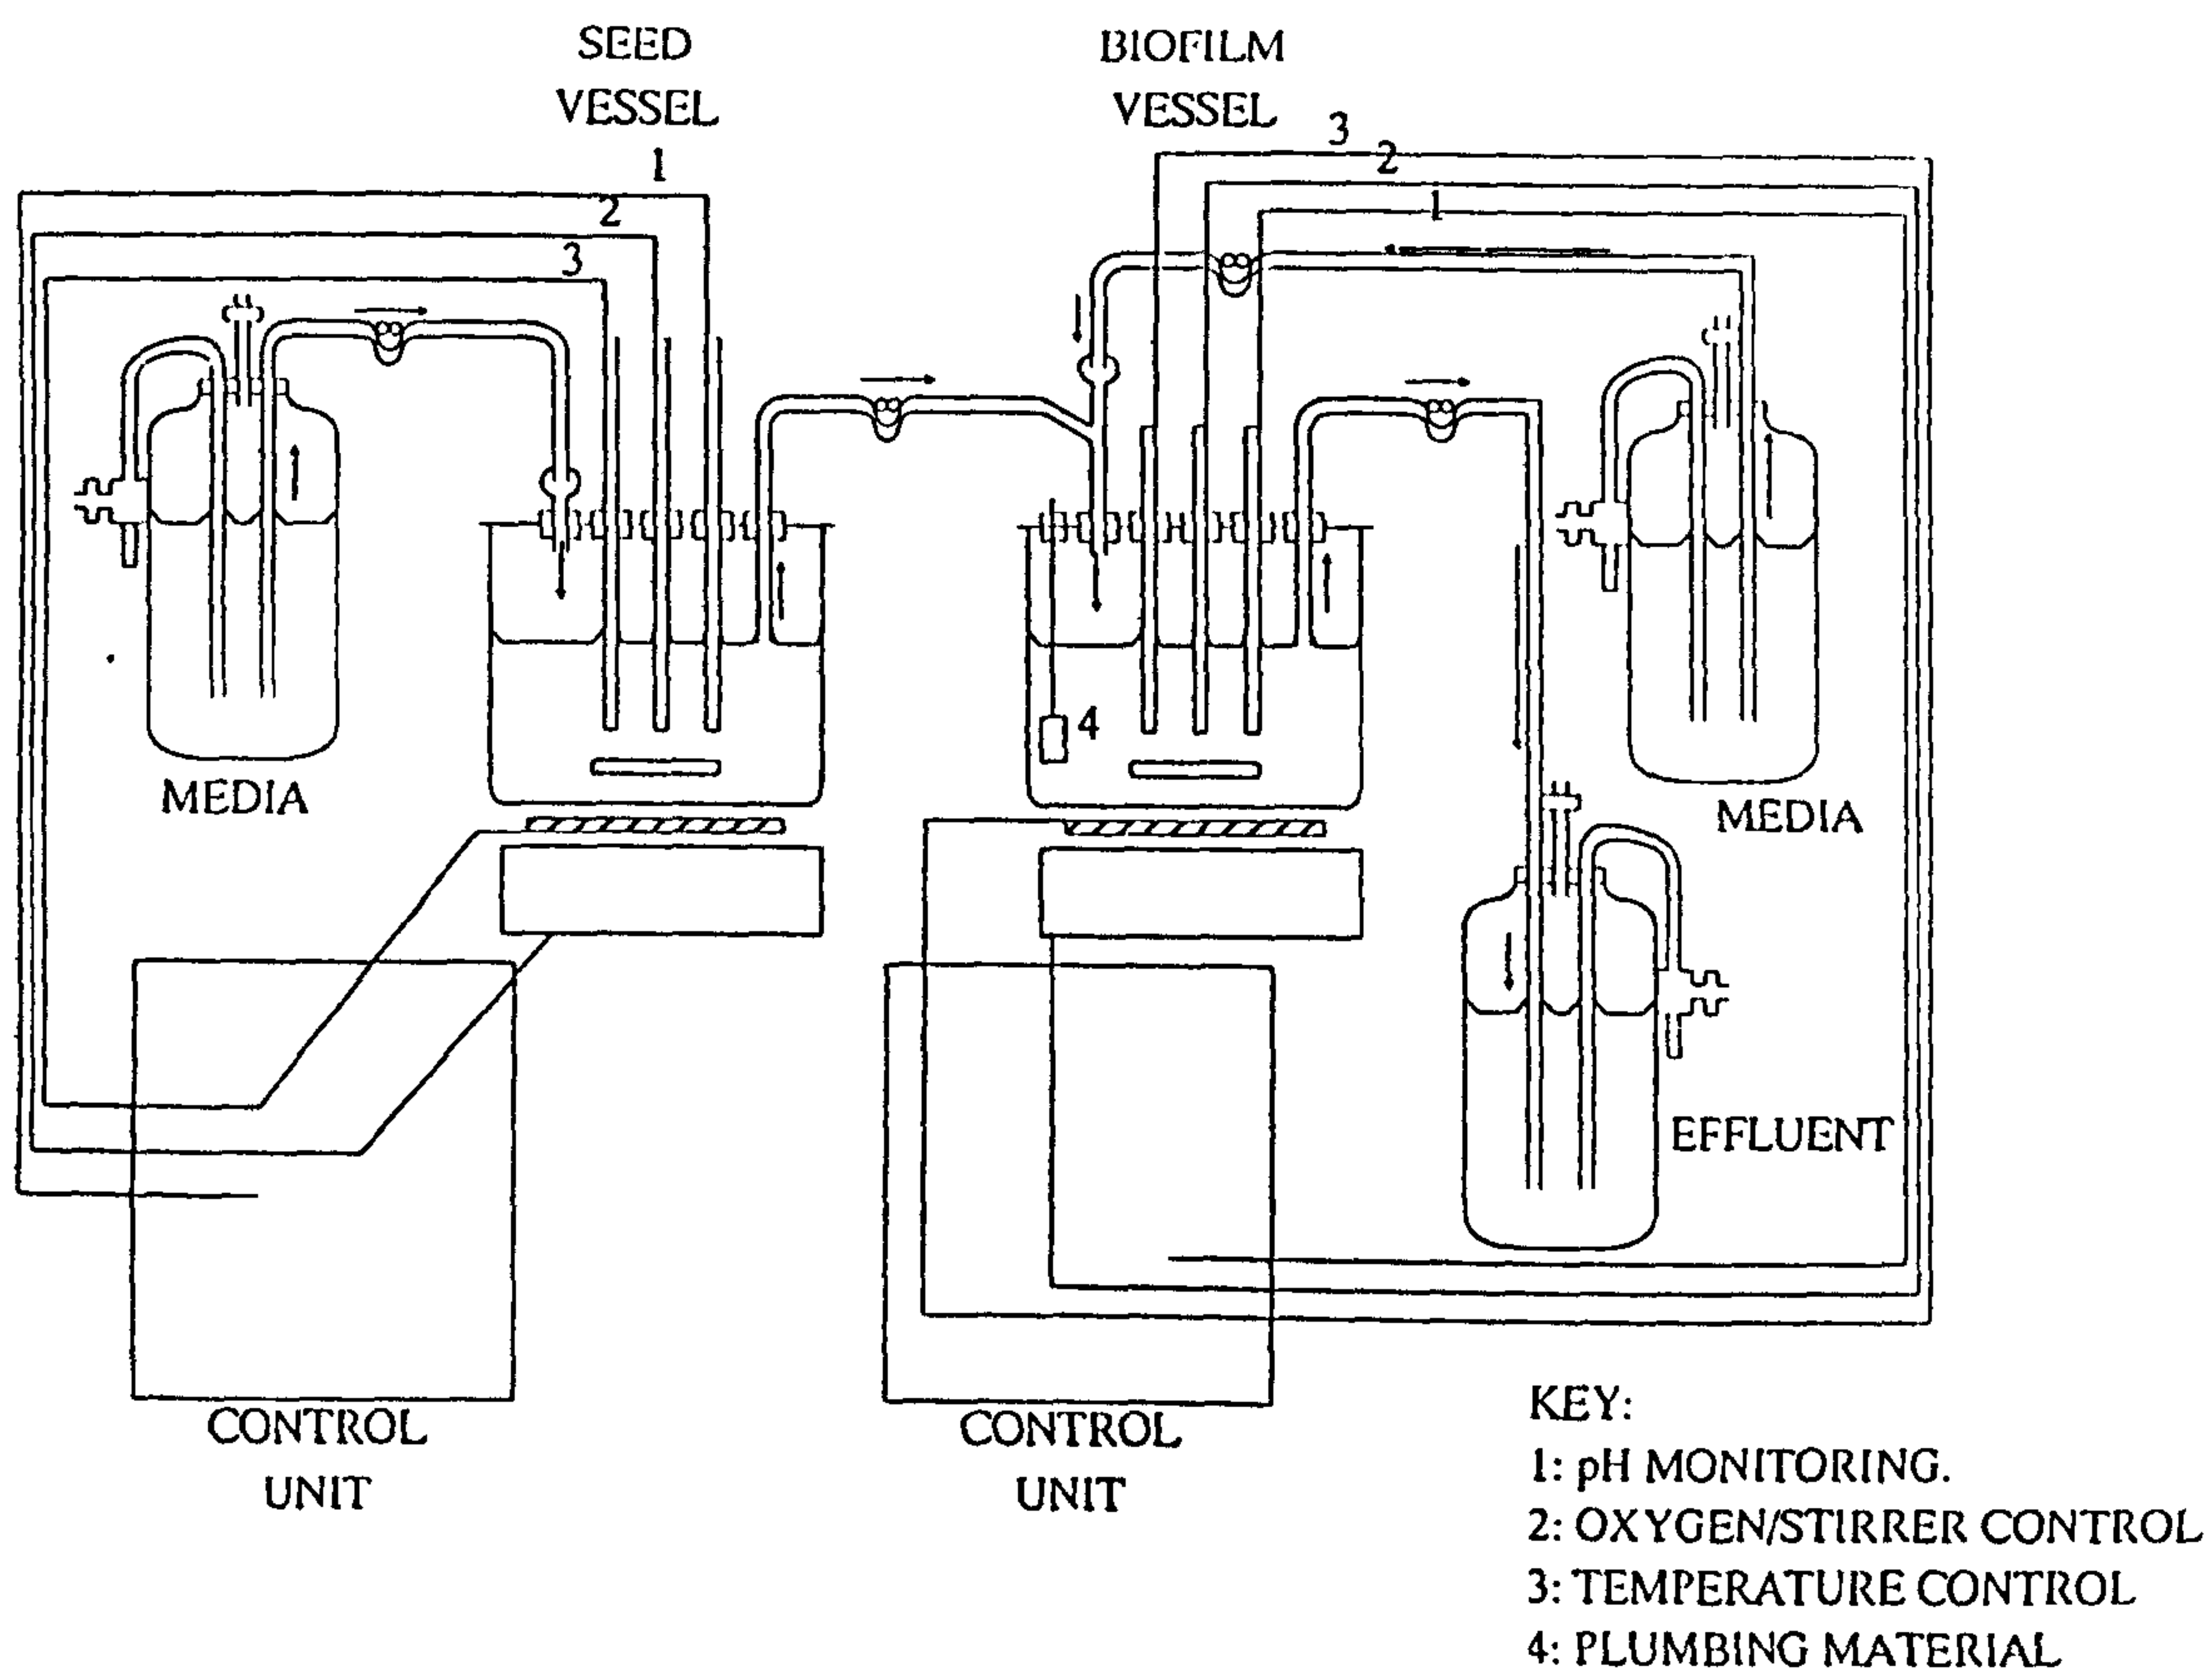 SEED
VESSEL
BIOFILM
VESSEL
1
2
3
3
2
1
4
MEDIA
MEDIA
EFFLUENT
CONTROL
UNIT
CONTROL
UNIT
KEY:
1: pH MONITORING.
2: OXYGEN/STIRRER CONTROL
3: TEMPERATURE CONTROL
4: PLUMBING MATERIAL